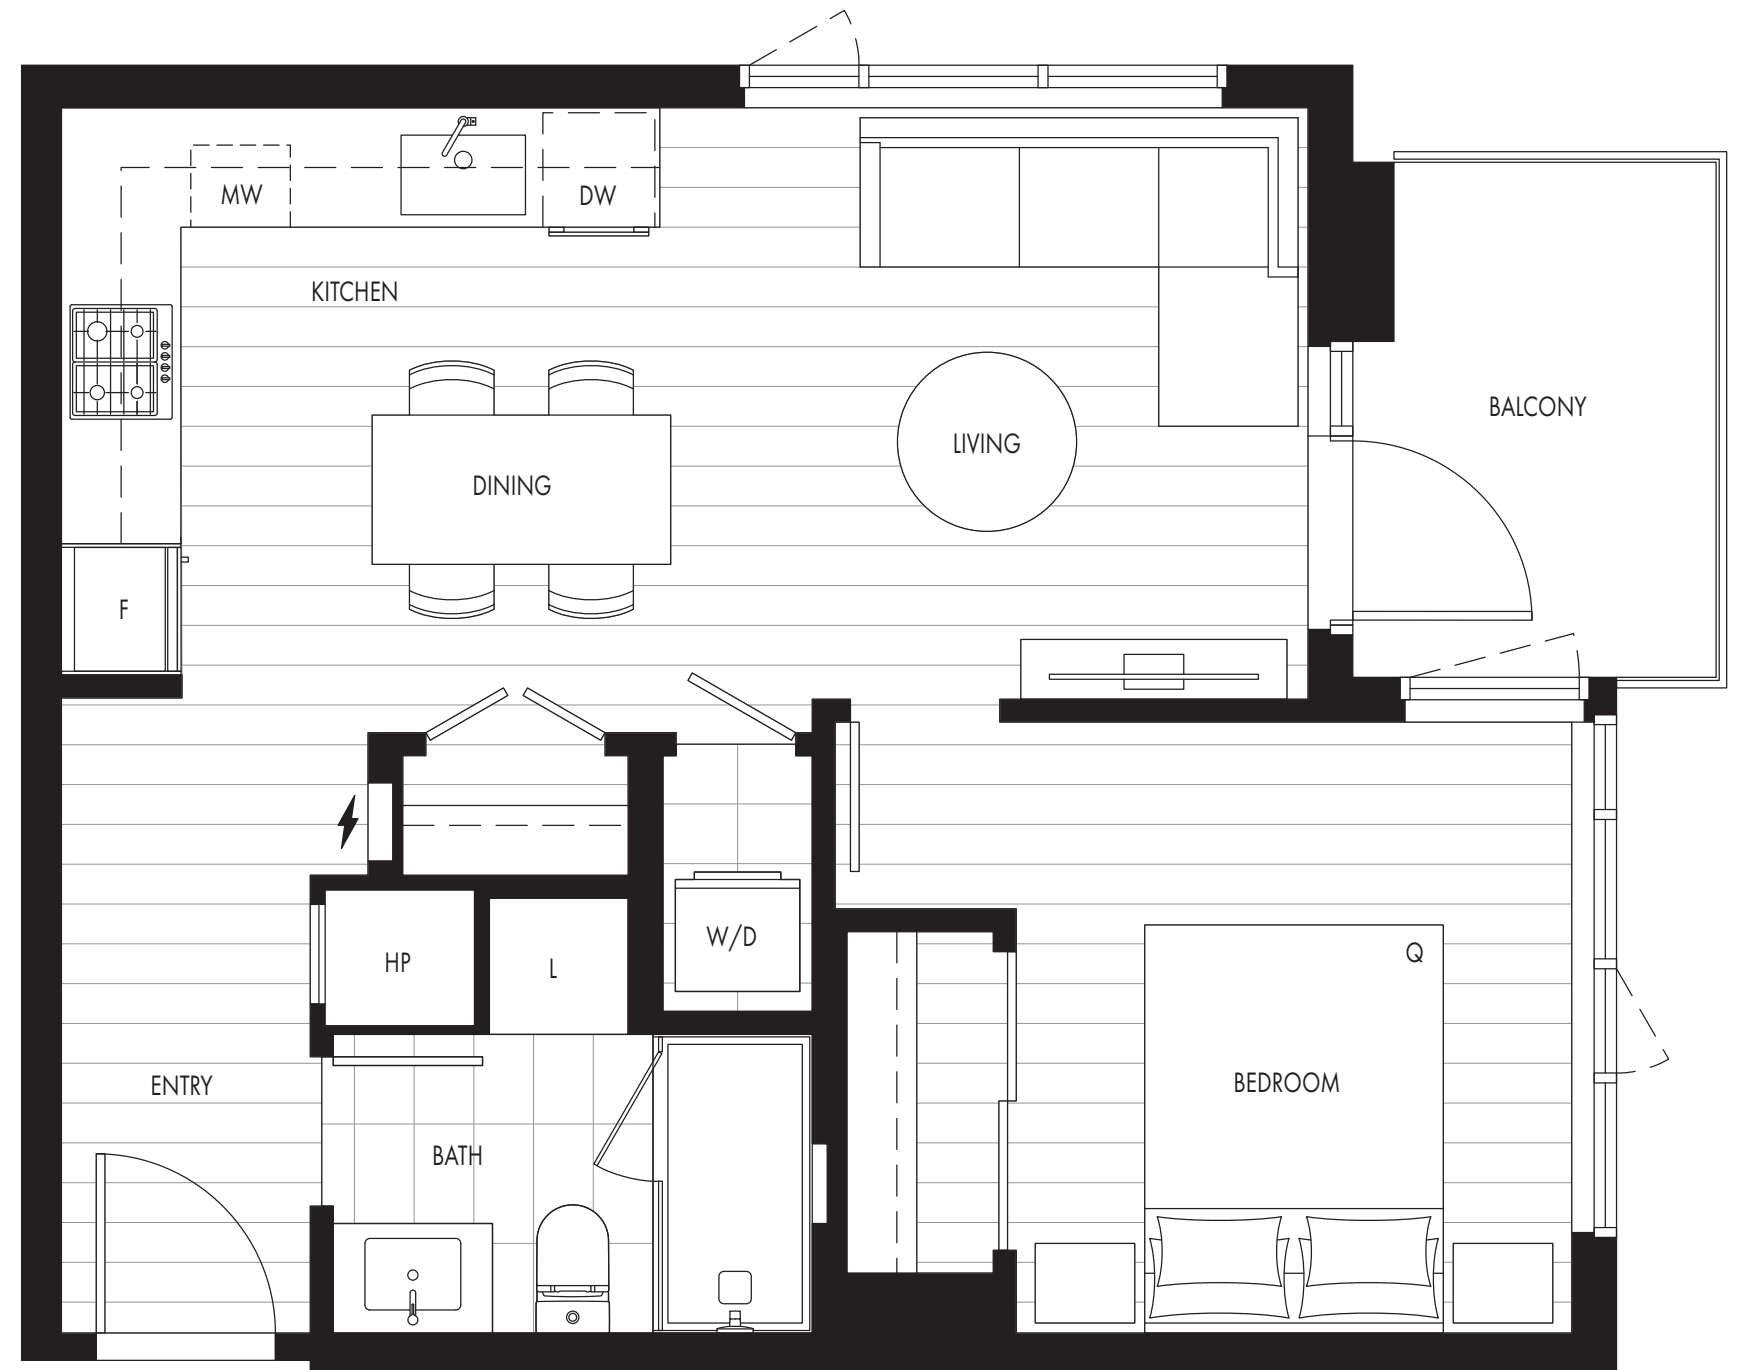 MW
DW
KITCHEN
BALCONY
LIVING
DINING
F
W/D
Q
HP
L
BEDROOM
ENTRY
BATH